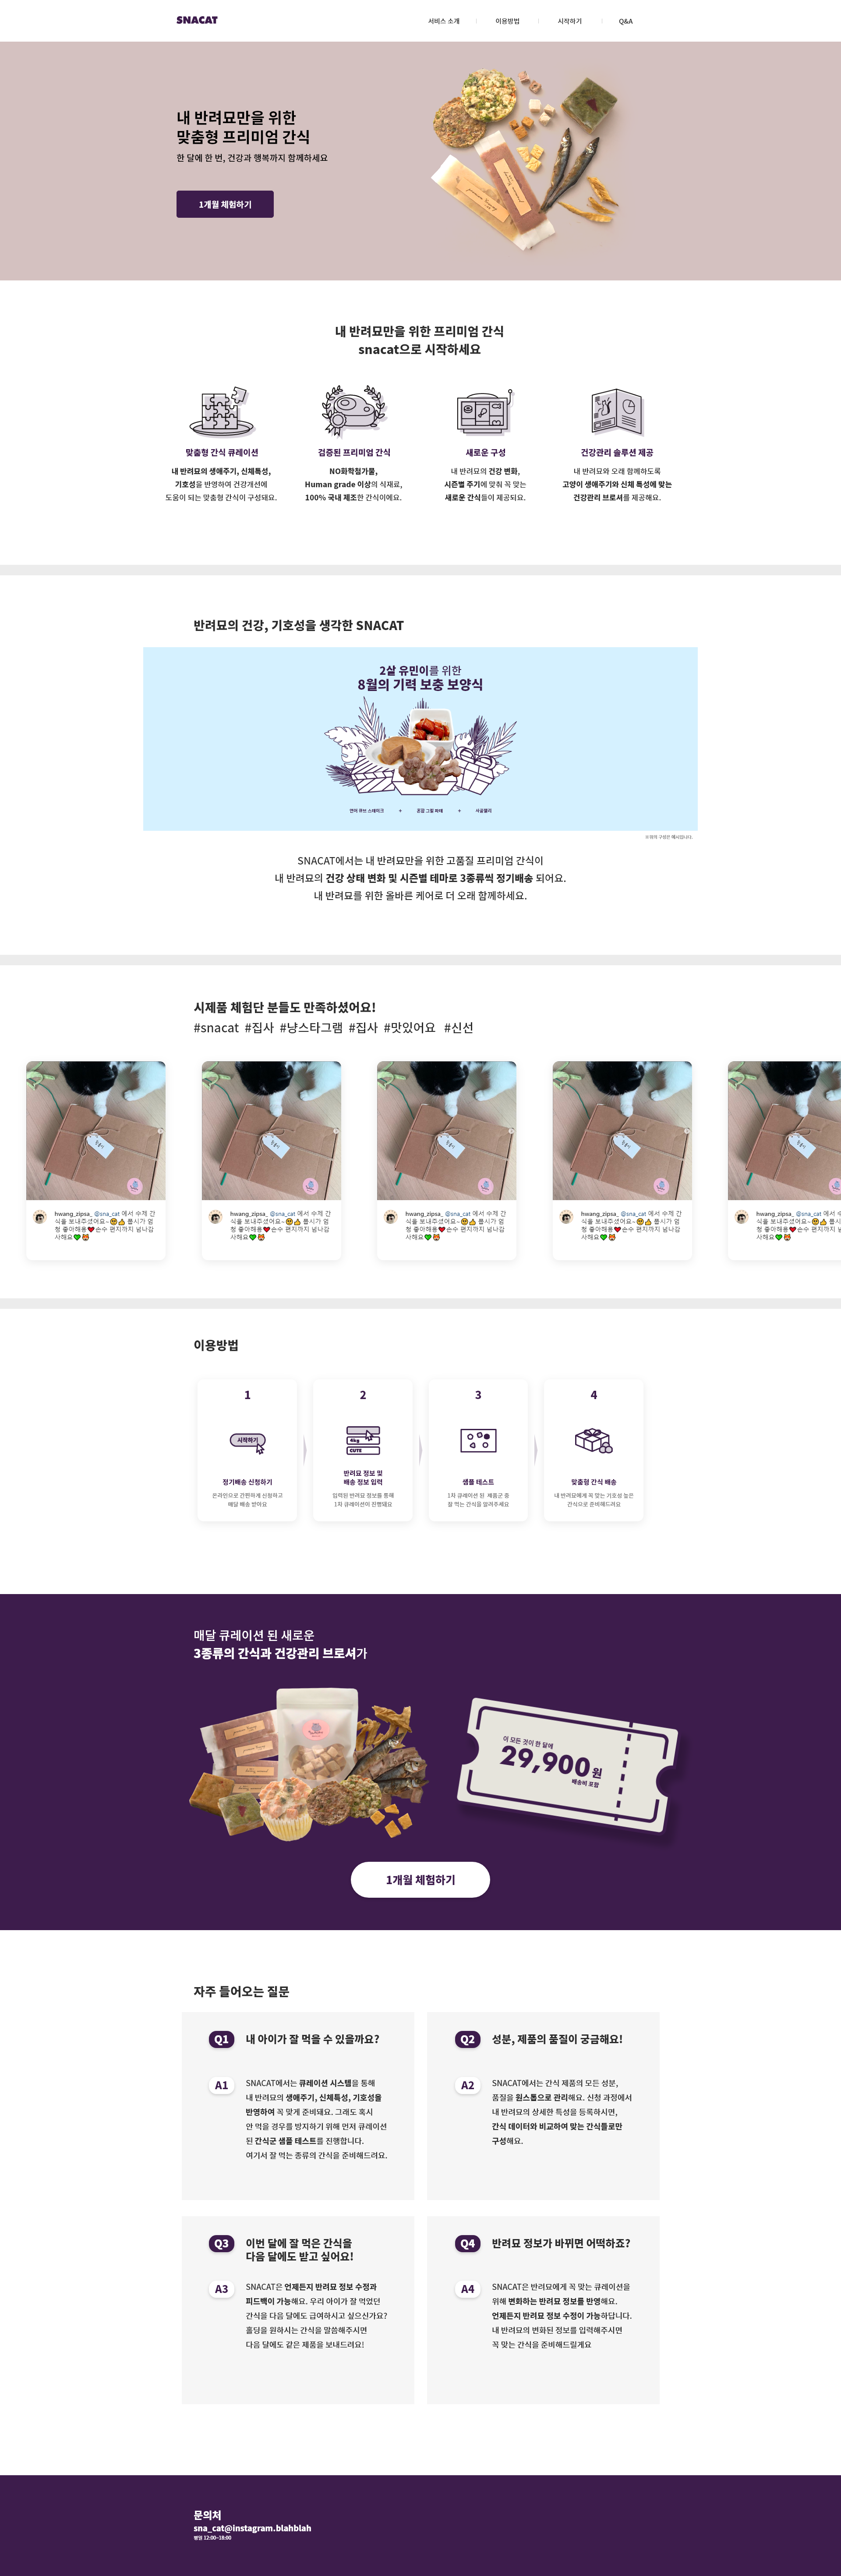 SNACAT
서비스 소개
이용방법
시작하기
Q&A
내 반려묘만을 위한
맞춤형 프리미엄 간식
한 달에 한 번, 건강과 행복까지 함께하세요
1개월 체험하기
내 반려묘만을 위한 프리미엄 간식
snacat으로 시작하세요
맞춤형 간식 큐레이션
내 반려묘의 생애주기, 신체특성,
기호성을 반영하여 건강개선에
도움이 되는 맞춤형 간식이 구성돼요.
검증된 프리미엄 간식
NO화학첨가물,
Human grade 이상의 식재료,
100% 국내 제조한 간식이에요.
새로운 구성
내 반려묘의 건강 변화,
시즌별 주기에 맞춰 꼭 맞는
새로운 간식들이 제공되요.
건강관리 솔루션 제공
내 반려묘와 오래 함께하도록
고양이 생애주기와 신체 특성에 맞는
건강관리 브로셔를 제공해요.
반려묘의 건강, 기호성을 생각한 SNACAT
2살 유민이를 위한
8월의 기력 보충 보양식
연어 큐브 스테이크 + 곤잠 그릴 파테 + 사골젤리
※위의 구성은 예시입니다.
SNACAT에서는 내 반려묘만을 위한 고품질 프리미엄 간식이
내 반려묘의 건강 상태 변화 및 시즌별 테마로 3종류씩 정기배송 되어요.
내 반려묘를 위한 올바른 케어로 더 오래 함께하세요.
시제품 체험단 분들도 만족하셨어요!
#snacat #집사 #냥스타그램 #집사 #맛있어요 #신선
hwang_zipsa_ @sna_cat 에서 수제 간
식을 보내주셨어요~🥺👍 봅시가 엄
청 좋아해용❤️손수 편지까지 넘나감
사해요💚😻
hwang_zipsa_ @sna_cat 에서 수제 간
식을 보내주셨어요~🥺👍 봅시가 엄
청 좋아해용❤️손수 편지까지 넘나감
사해요💚😻
hwang_zipsa_ @sna_cat 에서 수제 간
식을 보내주셨어요~🥺👍 봅시가 엄
청 좋아해용❤️손수 편지까지 넘나감
사해요💚😻
hwang_zipsa_ @sna_cat 에서 수제 간
식을 보내주셨어요~🥺👍 봅시가 엄
청 좋아해용❤️손수 편지까지 넘나감
사해요💚😻
hwang_zipsa_ @sna_cat 에서
식을 보내주셨어요~🥺👍 봅시
청 좋아해용❤️손수 편지까지
사해요💚😻
이용방법
1
시작하기
정기배송 신청하기
온라인으로 간편하게 신청하고
매달 배송 받아요
2
4kg
CUTE
반려묘 정보 및
배송 정보 입력
입력된 반려묘 정보를 통해
1차 큐레이션이 진행돼요
3
샘플 테스트
1차 큐레이션 된 제품군 중
잘 먹는 간식을 알려주세요
4
맞춤형 간식 배송
내 반려묘에게 꼭 맞는 기호성 높은
간식으로 준비해드려요
매달 큐레이션 된 새로운
3종류의 간식과 건강관리 브로셔가
이 모든 것이 한 달에
29,900원
배송비 포함
1개월 체험하기
자주 들어오는 질문
Q1 내 아이가 잘 먹을 수 있을까요?
A1 SNACAT에서는 큐레이션 시스템을 통해
내 반려묘의 생애주기, 신체특성, 기호성을
반영하여 꼭 맞게 준비돼요. 그래도 혹시
안 먹을 경우를 방지하기 위해 먼저 큐레이션
된 간식군 샘플 테스트를 진행합니다.
여기서 잘 먹는 종류의 간식을 준비해드려요.
Q2 성분, 제품의 품질이 궁금해요!
A2 SNACAT에서는 간식 제품의 모든 성분,
품질을 원스톱으로 관리해요. 신청 과정에서
내 반려묘의 상세한 특성을 등록하시면,
간식 데이터와 비교하여 맞는 간식들로만
구성해요.
Q3 이번 달에 잘 먹은 간식을
다음 달에도 받고 싶어요!
A3 SNACAT은 언제든지 반려묘 정보 수정과
피드백이 가능해요. 우리 아이가 잘 먹었던
간식을 다음 달에도 급여하시고 싶으신가요?
홀딩을 원하시는 간식을 말씀해주시면
다음 달에도 같은 제품을 보내드려요!
Q4 반려묘 정보가 바뀌면 어떡하죠?
A4 SNACAT은 반려묘에게 꼭 맞는 큐레이션을
위해 변화하는 반려묘 정보를 반영해요.
언제든지 반려묘 정보 수정이 가능하답니다.
내 반려묘의 변화된 정보를 입력해주시면
꼭 맞는 간식을 준비해드릴게요
문의처
sna_cat@instagram.blahblah
평일 12:00~18:00